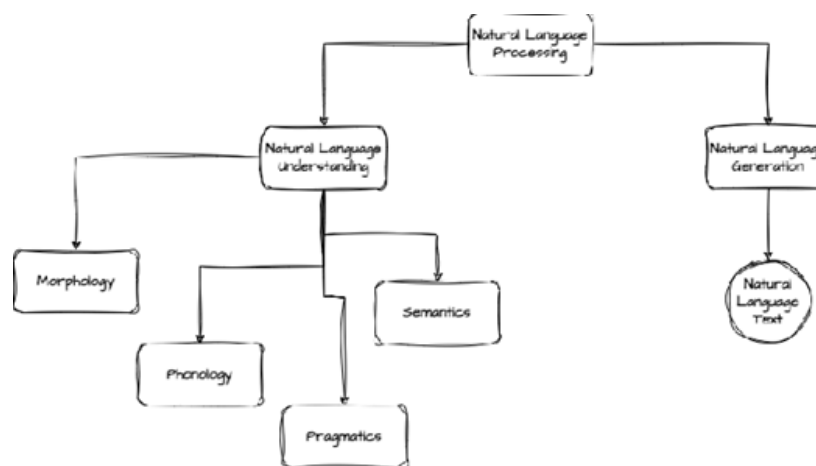 Natural Language
Processing
Natural Language
Understanding
Natural Language
Generation
Morphology
Semantics
Natural
Language
Text
Phonology
Pragmatics